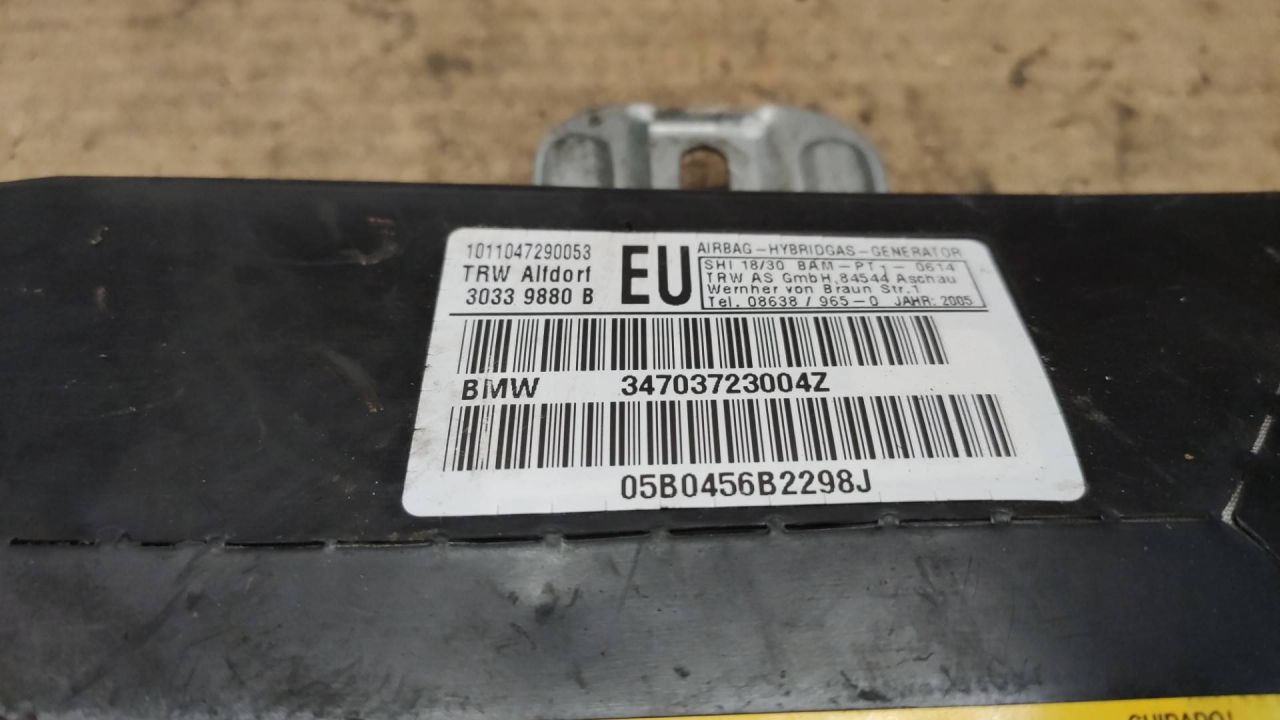 1011047290053
TRW Alfdorf
3033 9880 B
EU
AIRBAG-HYBRIDGAS-GENERATOR
SHI 18/30 BAM-PT1-0614
TRW AS GmbH, 84544 Aschau
Wernher von Braun Str.1
Tel. 08638 / 965-0 JAHR: 2005
BMW 34703723004Z
05B0456B2298J